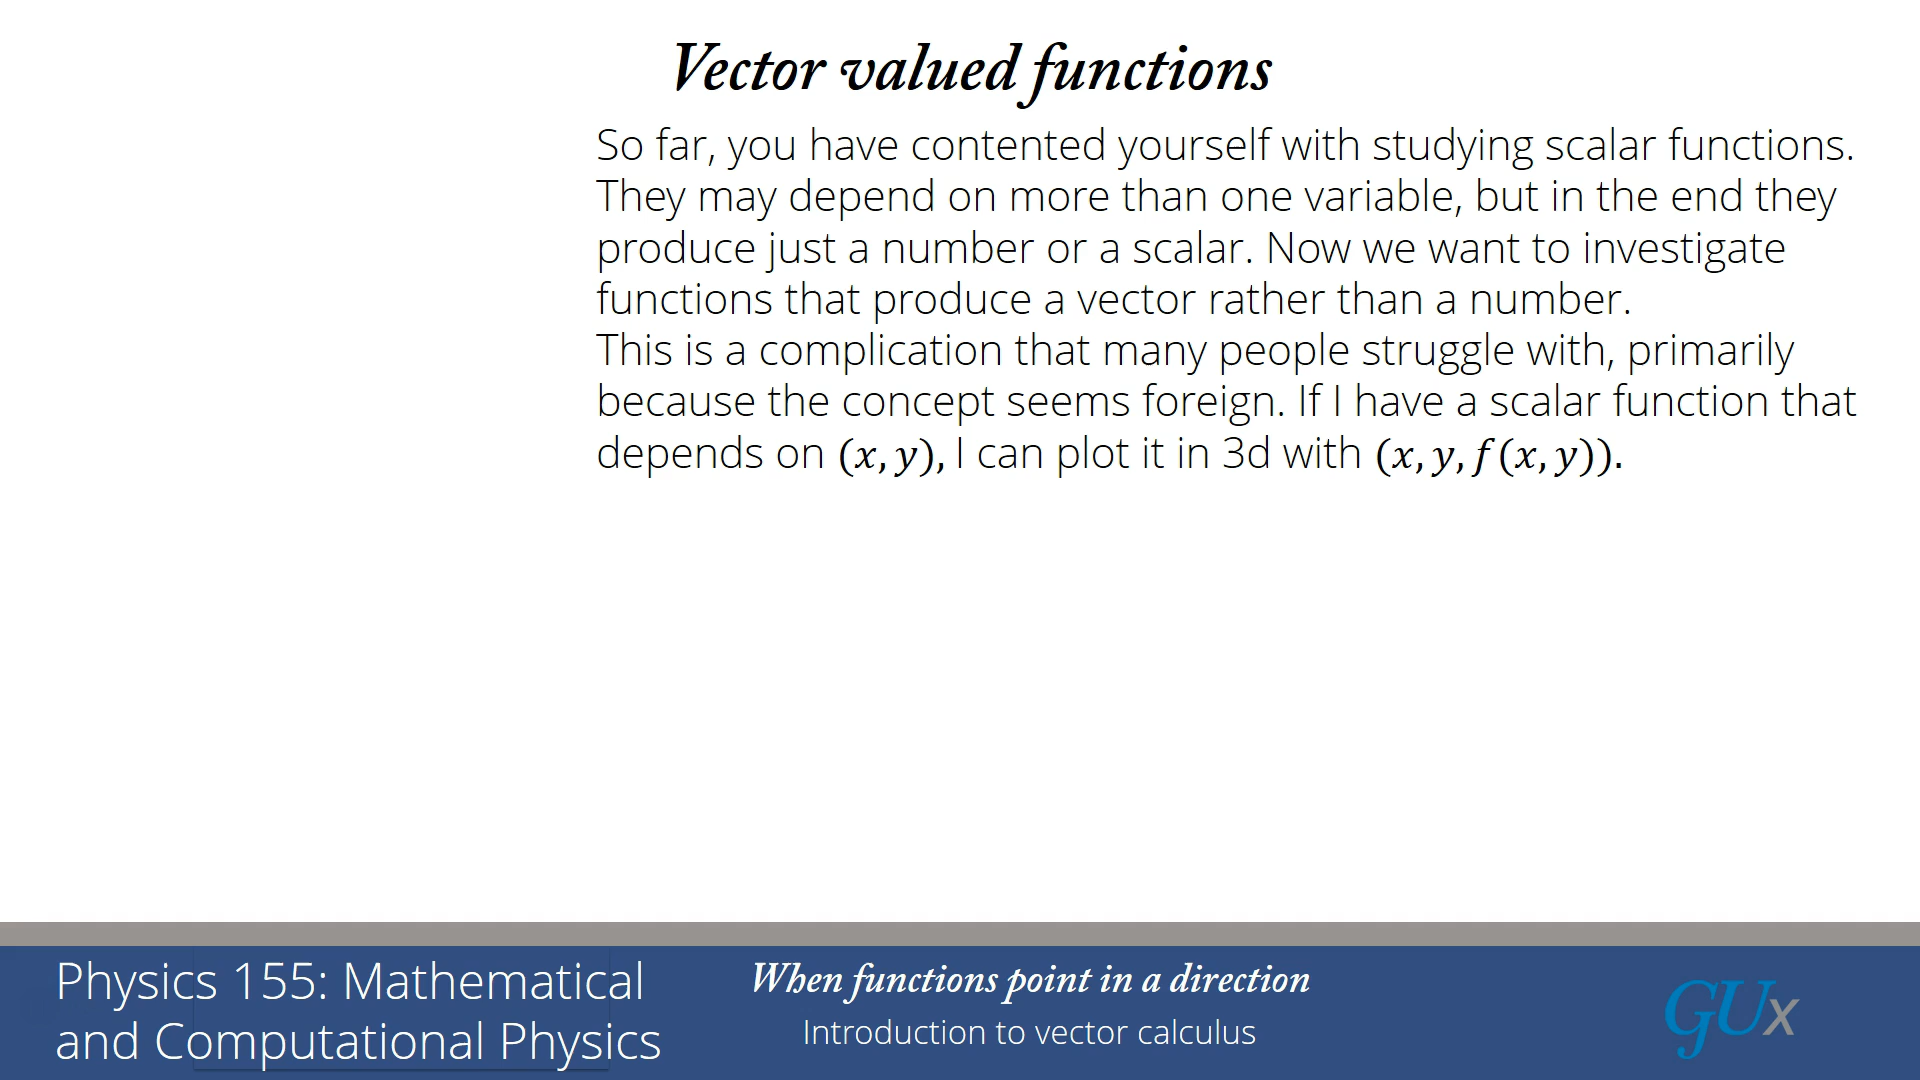 Vector valued functions
So far, you have contented yourself with studying scalar functions.
They may depend on more than one variable, but in the end they
produce just a number or a scalar. Now we want to investigate
functions that produce a vector rather than a number.
This is a complication that many people struggle with, primarily
because the concept seems foreign. If I have a scalar function that
depends on (x, y), I can plot it in 3d with (x, y, f(x, y)).
Physics 155: Mathematical
and Computational Physics
When functions point in a direction
Introduction to vector calculus
GUx